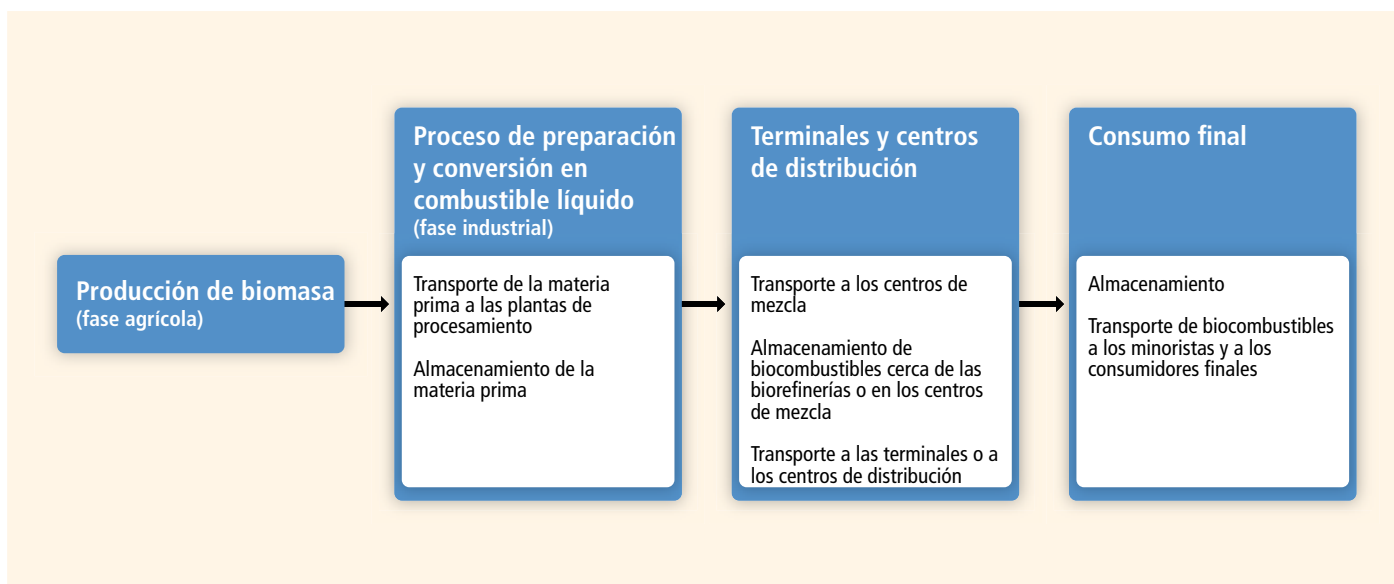 Producción de biomasa
(fase agrícola)
Proceso de preparación
y conversión en
combustible líquido
(fase industrial)
Transporte de la materia
prima a las plantas de
procesamiento
Almacenamiento de la
materia prima
Terminales y centros
de distribución
Transporte a los centros de
mezcla
Almacenamiento de
biocombustibles cerca de las
biorefinerías o en los centros
de mezcla
Transporte a las terminales o a
los centros de distribución
Consumo final
Almacenamiento
Transporte de biocombustibles
a los minoristas y a los
consumidores finales